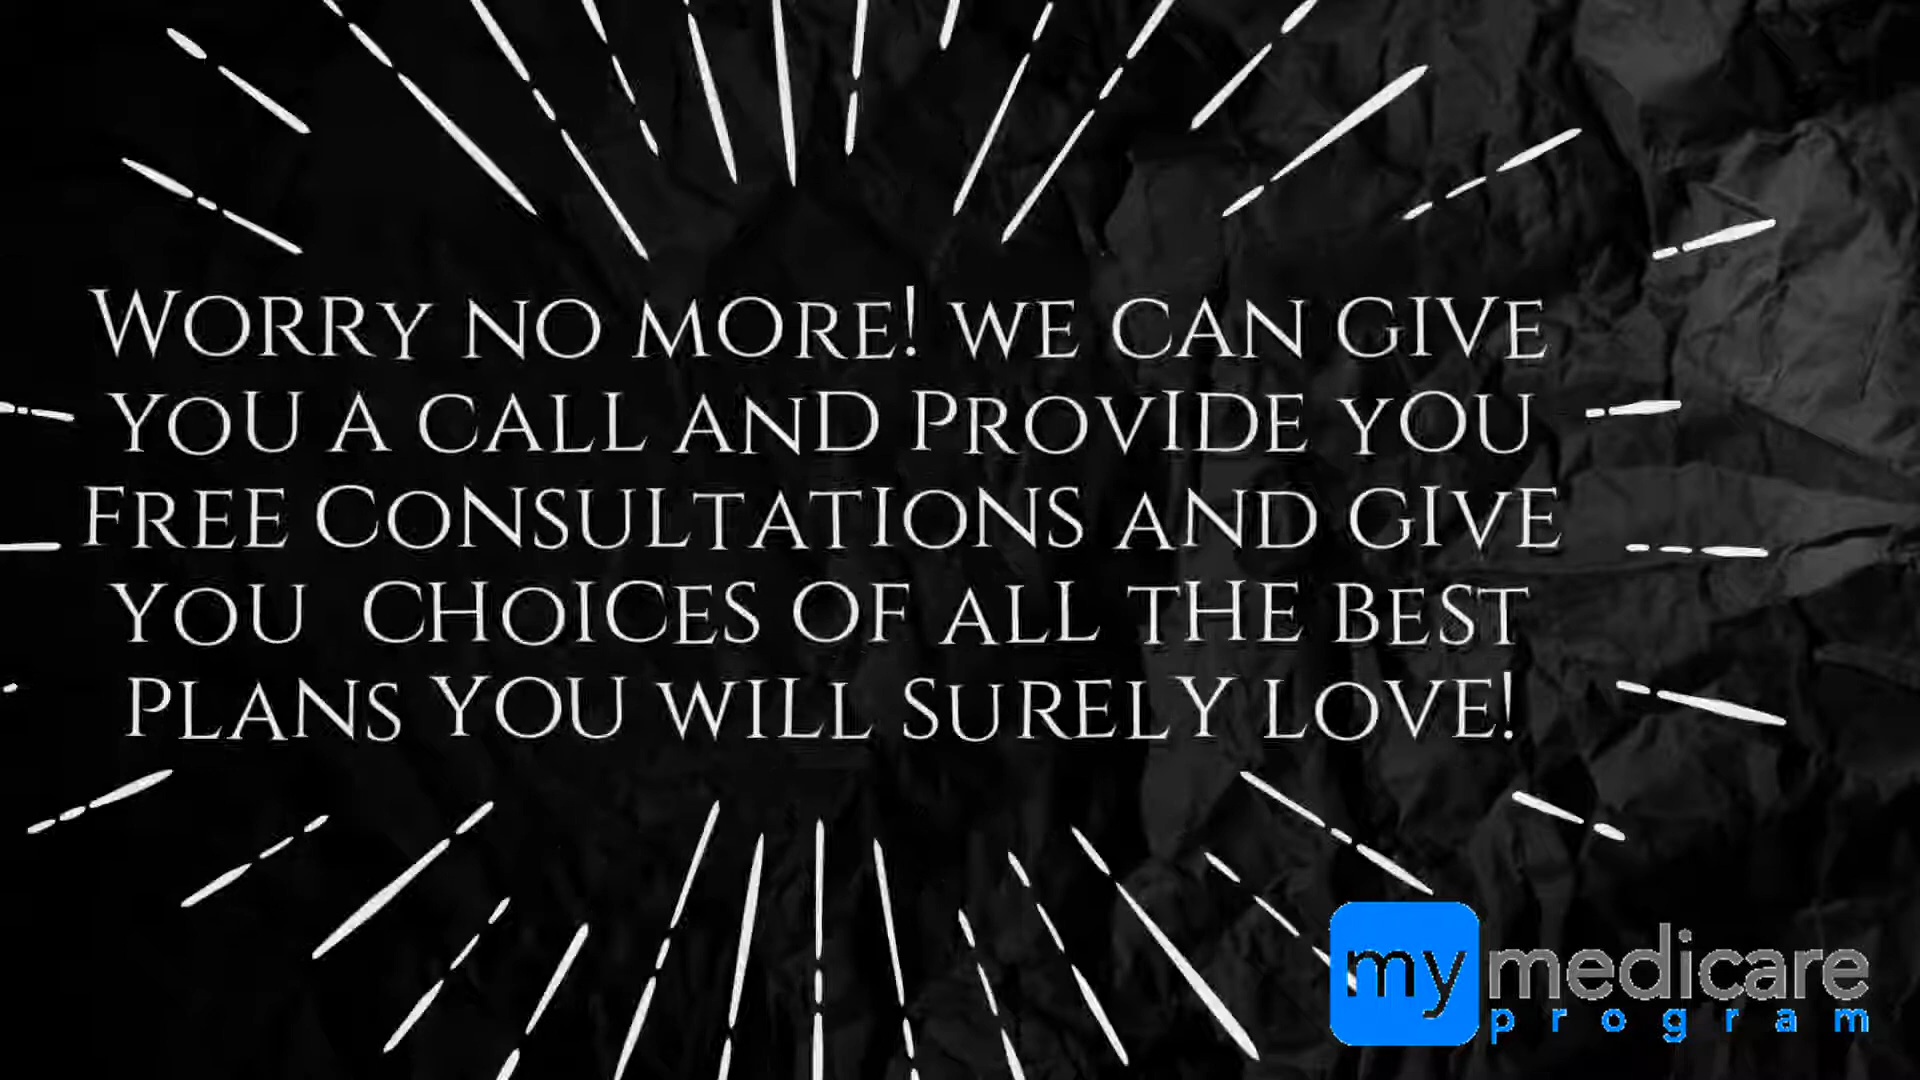 WORRY NO MORE! WE CAN GIVE
YOU A CALL AND PROVIDE YOU
FREE CONSULTATIONS AND GIVE
YOU CHOICES OF ALL THE BEST
PLANS YOU WILL SURELY LOVE!
my medicare
program